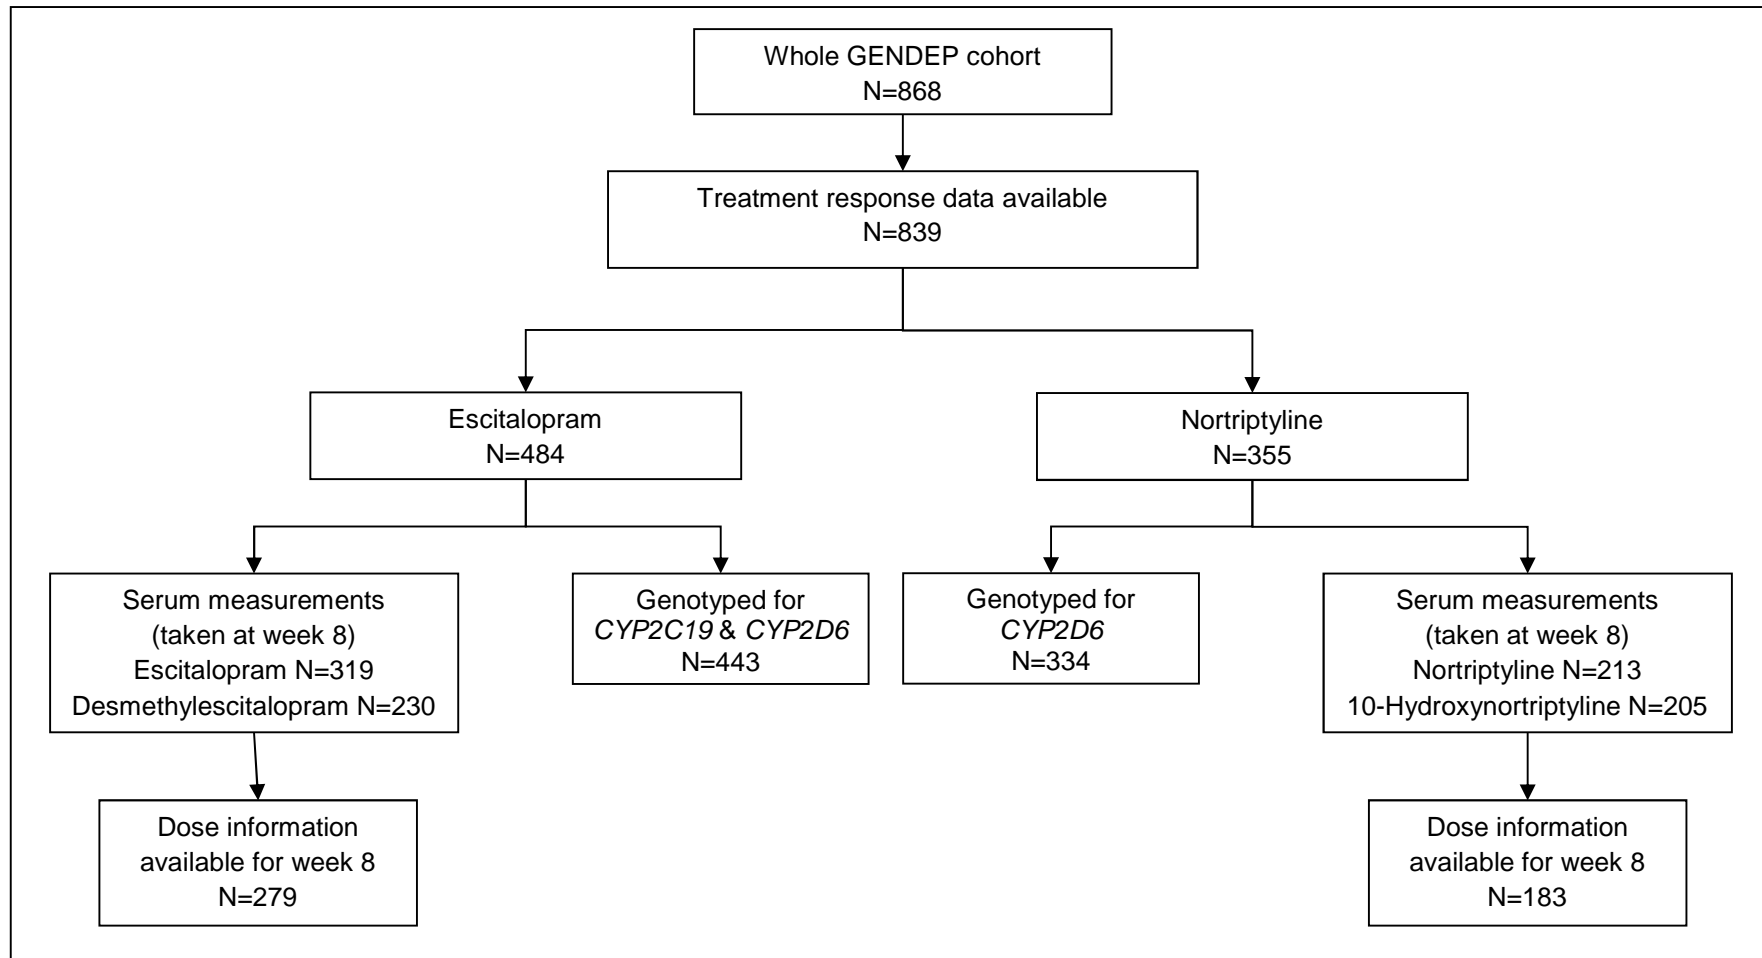 Whole GENDEP cohort
N=868
Treatment response data available
N=839
Escitalopram
N=484
Nortriptyline
N=355
Serum measurements
(taken at week 8)
Escitalopram N=319
Desmethylescitalopram N=230
Genotyped for
CYP2C19 & CYP2D6
N=443
Genotyped for
CYP2D6
N=334
Serum measurements
(taken at week 8)
Nortriptyline N=213
10-Hydroxynortriptyline N=205
Dose information
available for week 8
N=279
Dose information
available for week 8
N=183